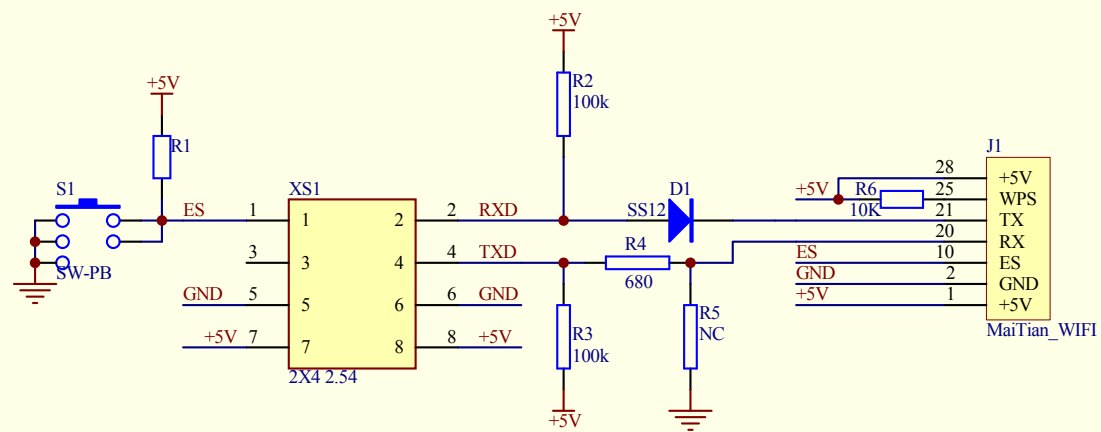 +5V
R2
100k
+5V
R1
J1
S1
XS1
D1
28
+5V
+5V
R6
25
WPS
ES
1
1
2
2
RXD
SS12
10K
21
TX
20
RX
3
3
4
4
TXD
R4
ES
10
ES
SW-PB
680
GND
2
GND
GND
5
5
6
6
GND
+5V
1
+5V
R3
100k
R5
NC
MaiTian_WIFI
+5V
7
7
8
8
+5V
2X4 2.54
+5V